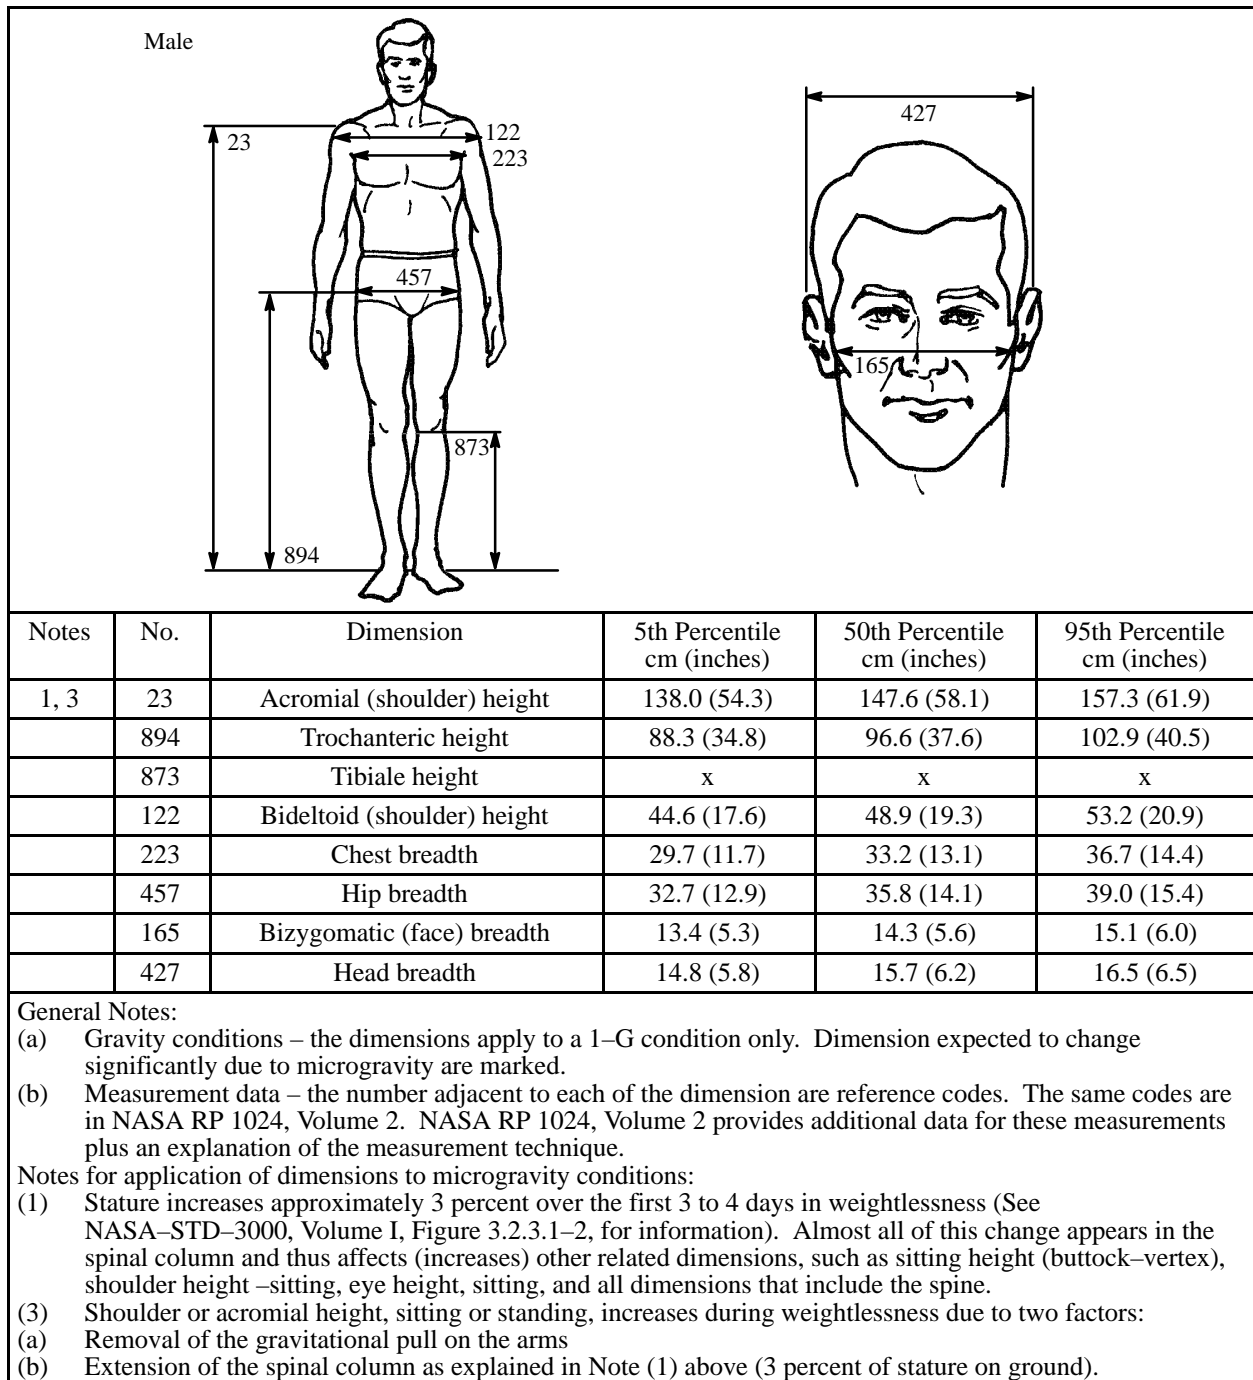 Male
23
122
223
457
873
894
427
165
Notes No. Dimension 5th Percentile cm (inches) 50th Percentile cm (inches) 95th Percentile cm (inches)
1, 3 23 Acromial (shoulder) height 138.0 (54.3) 147.6 (58.1) 157.3 (61.9)
894 Trochanteric height 88.3 (34.8) 96.6 (37.6) 102.9 (40.5)
873 Tibiale height x x x
122 Bideltoid (shoulder) height 44.6 (17.6) 48.9 (19.3) 53.2 (20.9)
223 Chest breadth 29.7 (11.7) 33.2 (13.1) 36.7 (14.4)
457 Hip breadth 32.7 (12.9) 35.8 (14.1) 39.0 (15.4)
165 Bizygomatic (face) breadth 13.4 (5.3) 14.3 (5.6) 15.1 (6.0)
427 Head breadth 14.8 (5.8) 15.7 (6.2) 16.5 (6.5)
General Notes:
(a) Gravity conditions – the dimensions apply to a 1–G condition only. Dimension expected to change
significantly due to microgravity are marked.
(b) Measurement data – the number adjacent to each of the dimension are reference codes. The same codes are
in NASA RP 1024, Volume 2. NASA RP 1024, Volume 2 provides additional data for these measurements
plus an explanation of the measurement technique.
Notes for application of dimensions to microgravity conditions:
(1) Stature increases approximately 3 percent over the first 3 to 4 days in weightlessness (See
NASA–STD–3000, Volume I, Figure 3.2.3.1–2, for information). Almost all of this change appears in the
spinal column and thus affects (increases) other related dimensions, such as sitting height (buttock–vertex),
shoulder height –sitting, eye height, sitting, and all dimensions that include the spine.
(3) Shoulder or acromial height, sitting or standing, increases during weightlessness due to two factors:
(a) Removal of the gravitational pull on the arms
(b) Extension of the spinal column as explained in Note (1) above (3 percent of stature on ground).